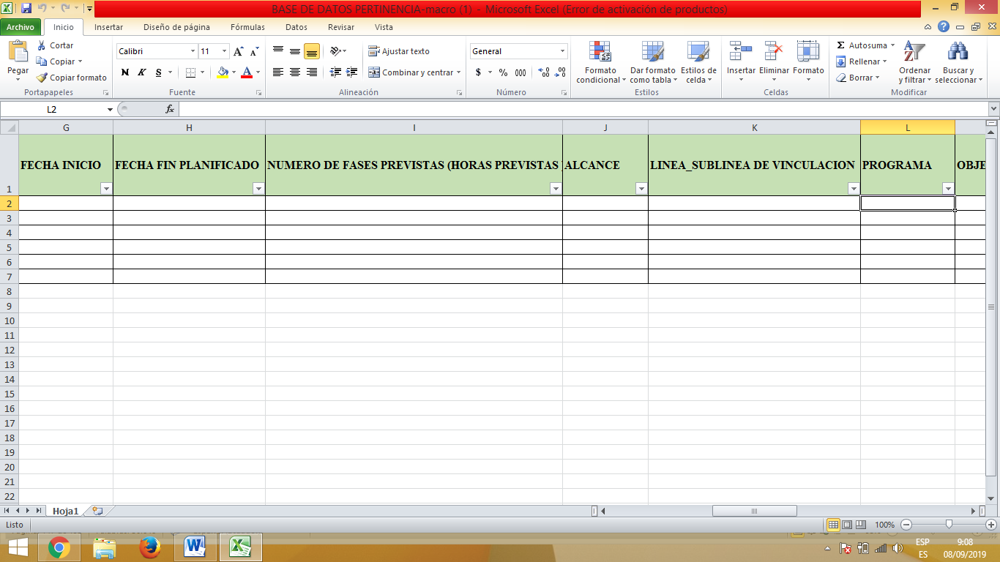 BASE DE DATOS PERTINENCIA-macro (1) - Microsoft Excel (Error de activación de productos)
Archivo Inicio Insertar Diseño de página Fórmulas Datos Revisar Vista
Pegar
Cortar
Copiar
Copiar formato
Portapapeles
Calibri 11
N K S
Fuente
Ajustar texto
Combinar y centrar
Alineación
General
$ % 000
Número
Formato condicional
Dar formato como tabla
Estilos de celda
Estilos
Insertar Eliminar Formato
Celdas
Autosuma
Rellenar
Borrar
Ordenar y filtrar
Buscar y seleccionar
Modificar
L2 fx
G H I J K L
1 FECHA INICIO FECHA FIN PLANIFICADO NUMERO DE FASES PREVISTAS (HORAS PREVISTAS ALCANCE LINEA_SUBLINEA DE VINCULACION PROGRAMA OBJE
2
3
4
5
6
7
8
9
10
11
12
13
14
15
16
17
18
19
20
21
22
Hoja1
Listo 100%
ESP 9:08
ES 08/09/2019